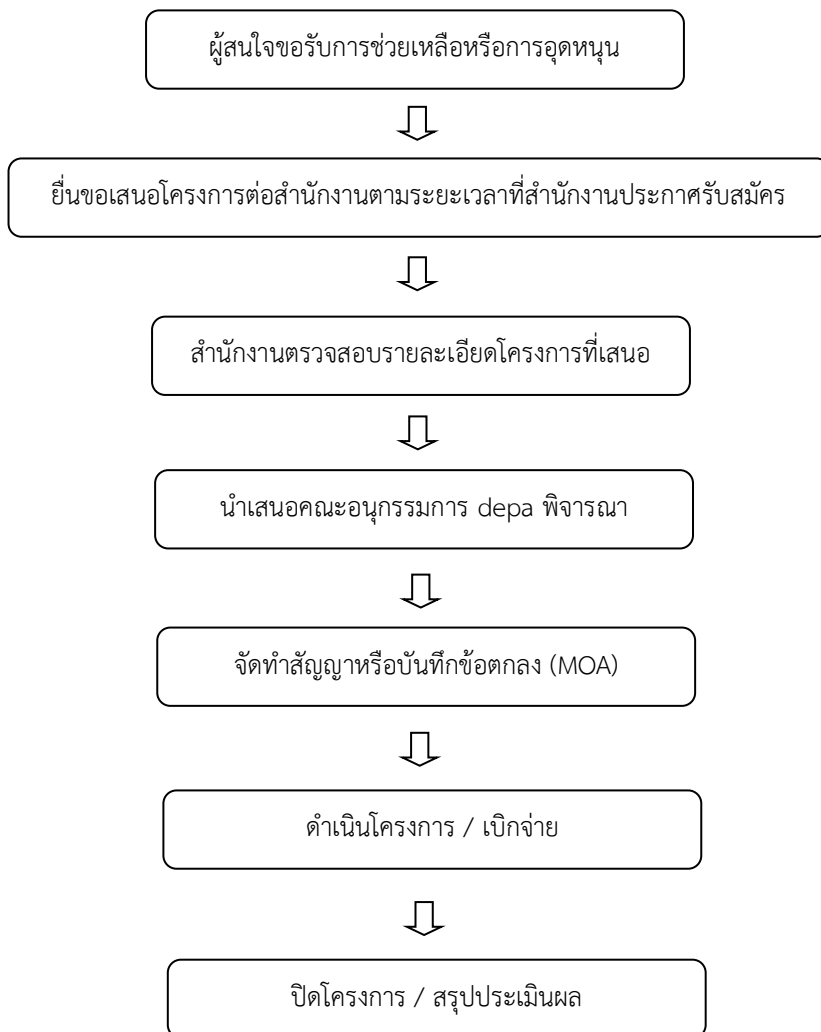 ผู้สนใจขอรับการช่วยเหลือหรือการอุดหนุน
ยื่นขอเสนอโครงการต่อสำนักงานตามระยะเวลาที่สำนักงานประกาศรับสมัคร
สำนักงานตรวจสอบรายละเอียดโครงการที่เสนอ
นำเสนอคณะอนุกรรมการ depa พิจารณา
จัดทำสัญญาหรือบันทึกข้อตกลง (MOA)
ดำเนินโครงการ / เบิกจ่าย
ปิดโครงการ / สรุปประเมินผล